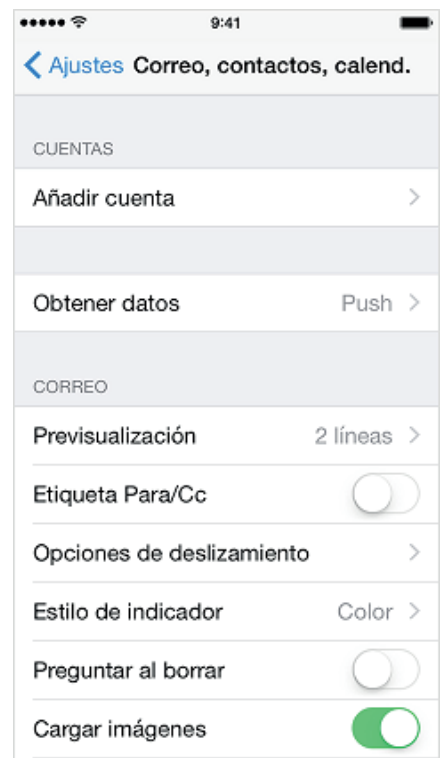 9:41
Ajustes Correo, contactos, calend.
CUENTAS
Añadir cuenta
Obtener datos Push
CORREO
Previsualización 2 líneas
Etiqueta Para/Cc
Opciones de deslizamiento
Estilo de indicador Color
Preguntar al borrar
Cargar imágenes